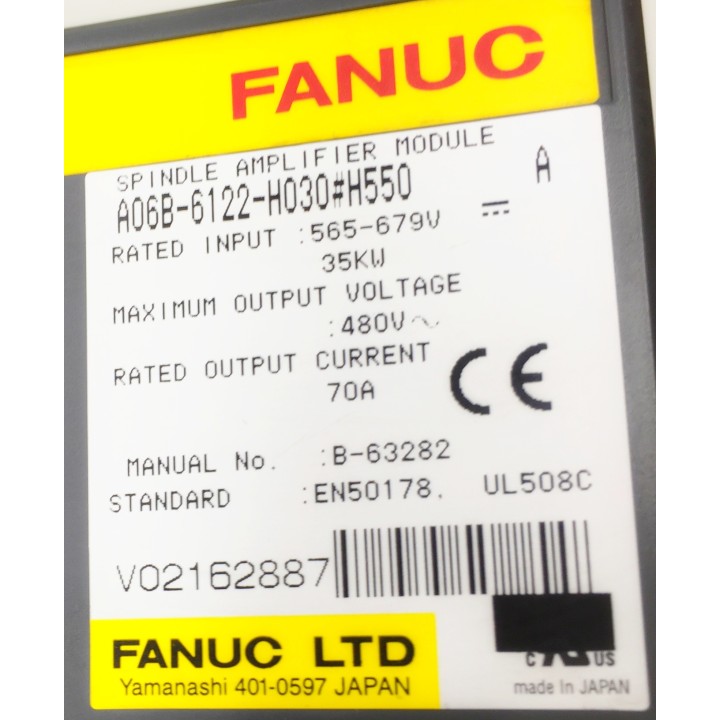 FANUC
SPINDLE AMPLIFIER MODULE
A06B-6122-H030#H550 A
RATED INPUT :565-679V ⎓
35KW
MAXIMUM OUTPUT VOLTAGE
:480V~
RATED OUTPUT CURRENT
70A
CE
MANUAL No. :B-63282
STANDARD :EN50178. UL508C
V02162887
FANUC LTD
Yamanashi 401-0597 JAPAN
C US
made in JAPAN